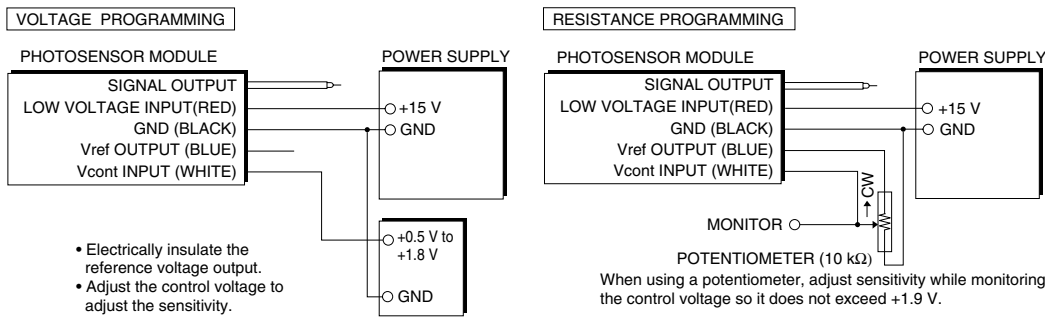 VOLTAGE PROGRAMMING
PHOTOSENSOR MODULE
POWER SUPPLY
SIGNAL OUTPUT
LOW VOLTAGE INPUT(RED)
GND (BLACK)
Vref OUTPUT (BLUE)
Vcont INPUT (WHITE)
+15 V
GND
+0.5 V to
+1.8 V
GND
• Electrically insulate the
reference voltage output.
• Adjust the control voltage to
adjust the sensitivity.
RESISTANCE PROGRAMMING
PHOTOSENSOR MODULE
POWER SUPPLY
SIGNAL OUTPUT
LOW VOLTAGE INPUT(RED)
GND (BLACK)
Vref OUTPUT (BLUE)
Vcont INPUT (WHITE)
+15 V
GND
CW
MONITOR
POTENTIOMETER (10 kΩ)
When using a potentiometer, adjust sensitivity while monitoring
the control voltage so it does not exceed +1.9 V.